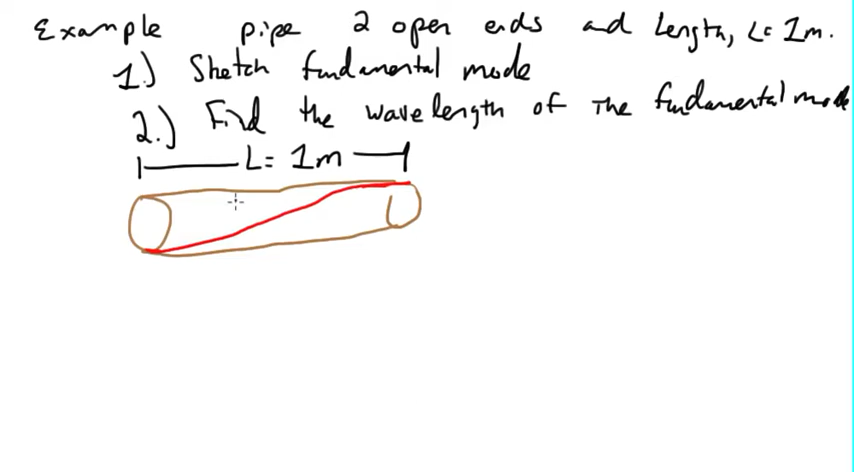 Example pipe 2 open ends and Length, L= 1m.
1.) Sketch fundamental mode
2.) Find the wavelength of the fundamental mode
L= 1m